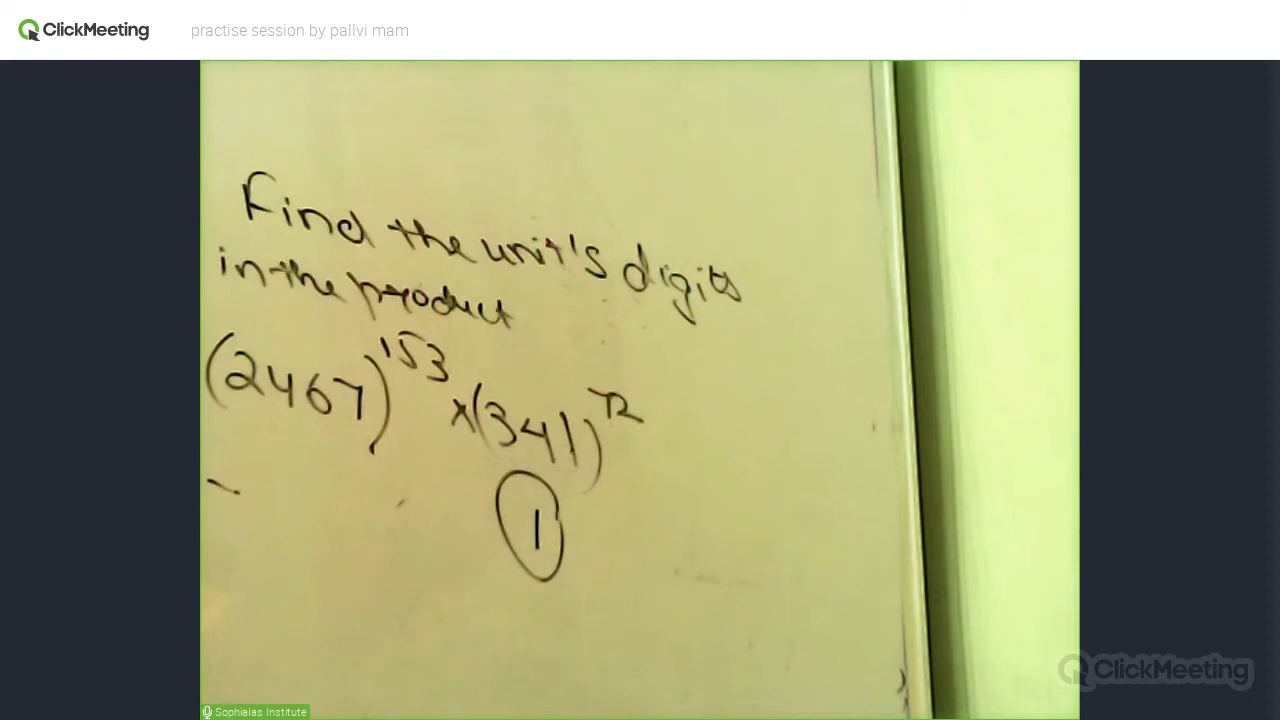 ClickMeeting
practise session by pallvi mam
Find the unit's digits
in the product
(2467)^153 × (341)^72
1
ClickMeeting
Sophialas Institute